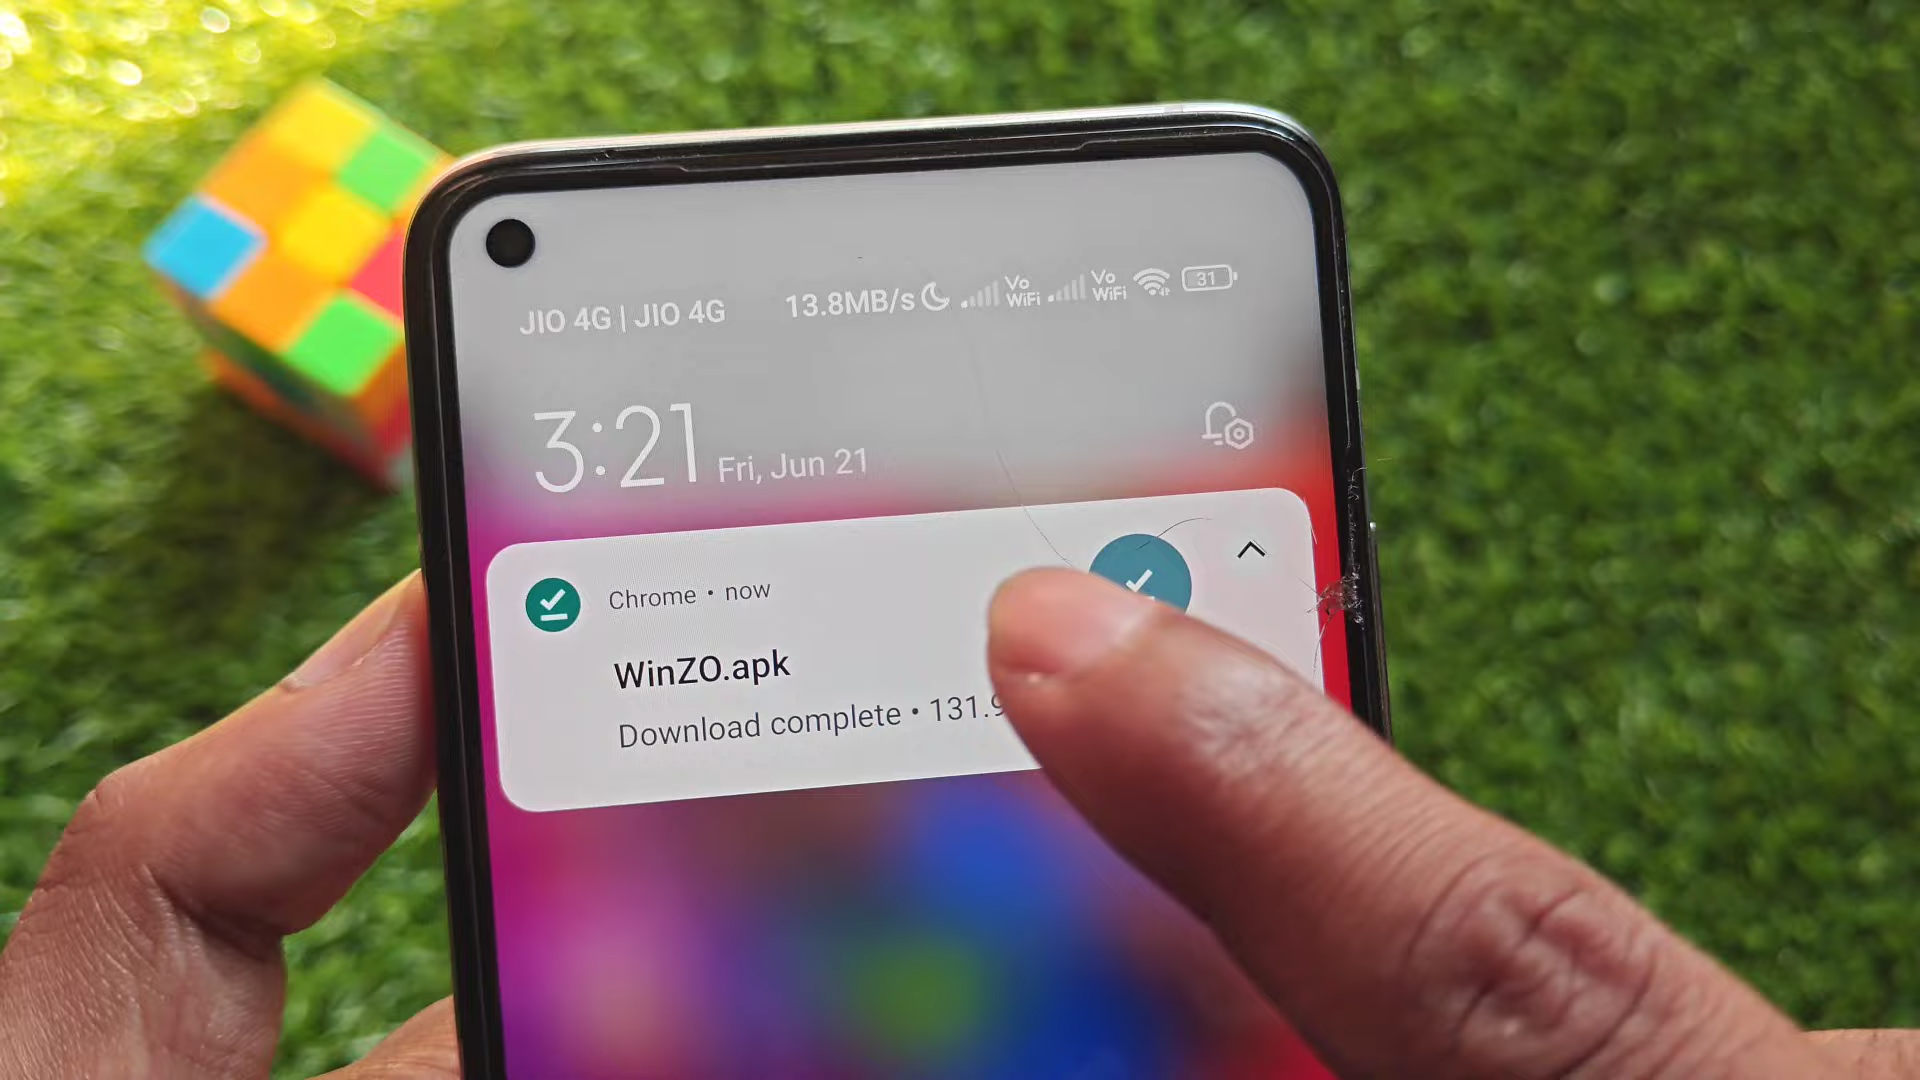 JIO 4G | JIO 4G 13.8MB/s Vo WiFi Vo WiFi 31
3:21 Fri, Jun 21
Chrome • now
WinZO.apk
Download complete • 131.9